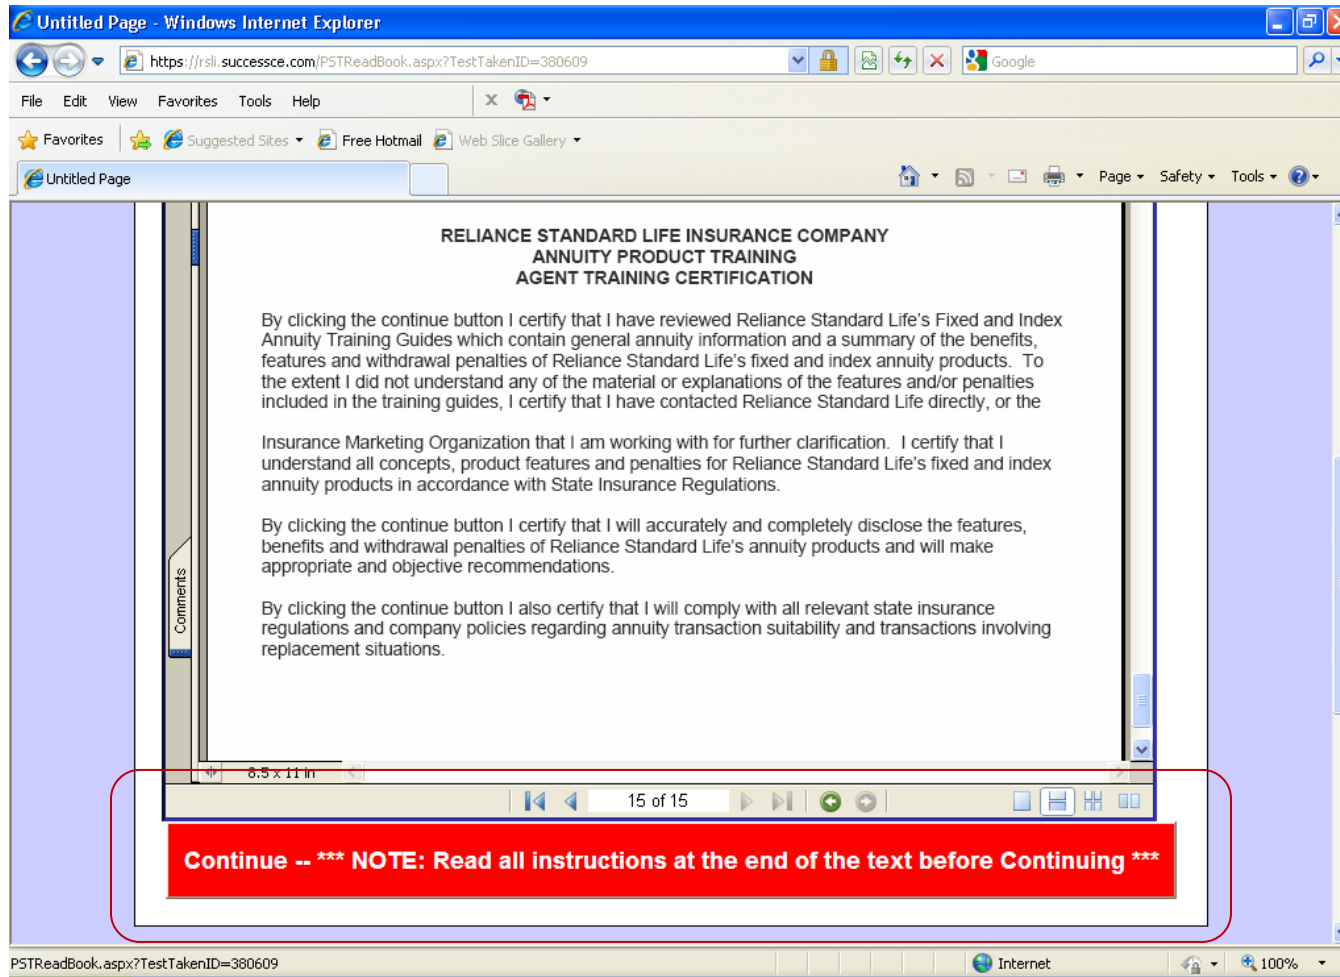 Untitled Page - Windows Internet Explorer
https://rsli.successce.com/PSTReadBook.aspx?TestTakenID=380609
Google
File Edit View Favorites Tools Help
x
Favorites Suggested Sites Free Hotmail Web Slice Gallery
Untitled Page
Page Safety Tools
RELIANCE STANDARD LIFE INSURANCE COMPANY
ANNUITY PRODUCT TRAINING
AGENT TRAINING CERTIFICATION
By clicking the continue button I certify that I have reviewed Reliance Standard Life's Fixed and Index
Annuity Training Guides which contain general annuity information and a summary of the benefits,
features and withdrawal penalties of Reliance Standard Life's fixed and index annuity products. To
the extent I did not understand any of the material or explanations of the features and/or penalties
included in the training guides, I certify that I have contacted Reliance Standard Life directly, or the
Insurance Marketing Organization that I am working with for further clarification. I certify that I
understand all concepts, product features and penalties for Reliance Standard Life's fixed and index
annuity products in accordance with State Insurance Regulations.
By clicking the continue button I certify that I will accurately and completely disclose the features,
benefits and withdrawal penalties of Reliance Standard Life's annuity products and will make
appropriate and objective recommendations.
By clicking the continue button I also certify that I will comply with all relevant state insurance
regulations and company policies regarding annuity transaction suitability and transactions involving
replacement situations.
Comments
8.5 x 11 in
15 of 15
Continue -- *** NOTE: Read all instructions at the end of the text before Continuing ***
PSTReadBook.aspx?TestTakenID=380609
Internet
100%